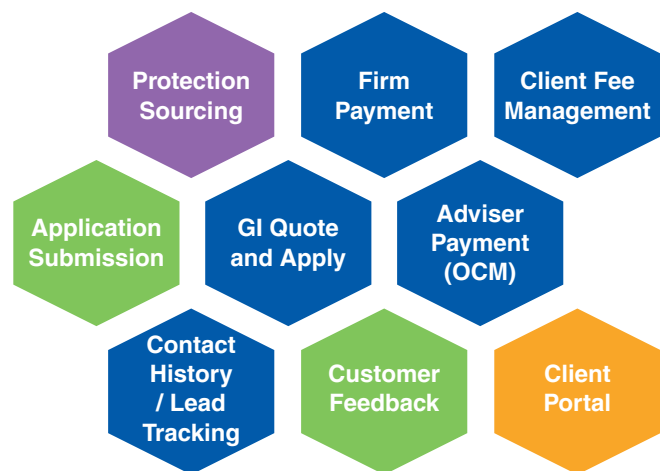 Protection
Sourcing
Firm
Payment
Client Fee
Management
Application
Submission
GI Quote
and Apply
Adviser
Payment
(OCM)
Contact
History
/ Lead
Tracking
Customer
Feedback
Client
Portal